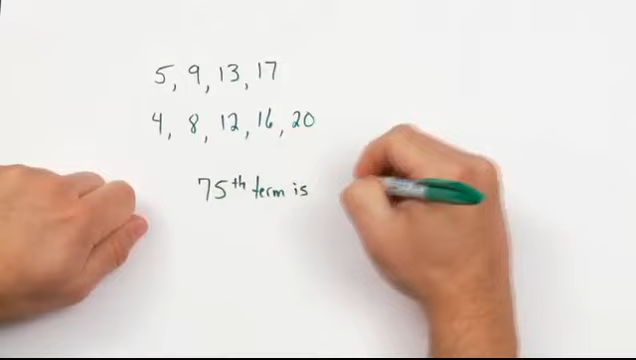 5, 9, 13, 17
4, 8, 12, 16, 20
75th term is